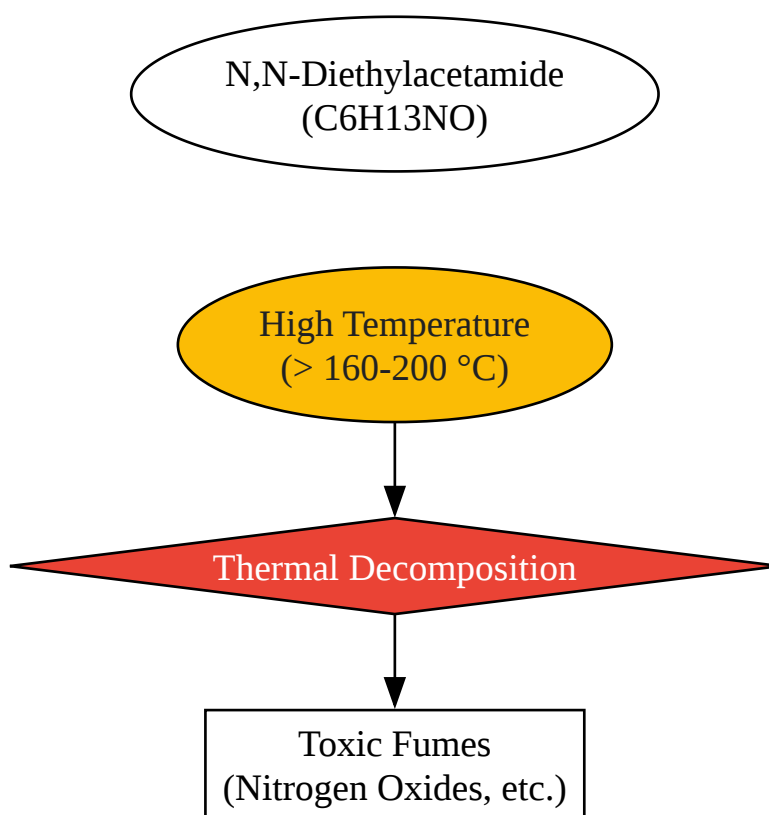 N,N-Diethylacetamide
(C6H13NO)
High Temperature
(> 160-200 °C)
Thermal Decomposition
Toxic Fumes
(Nitrogen Oxides, etc.)